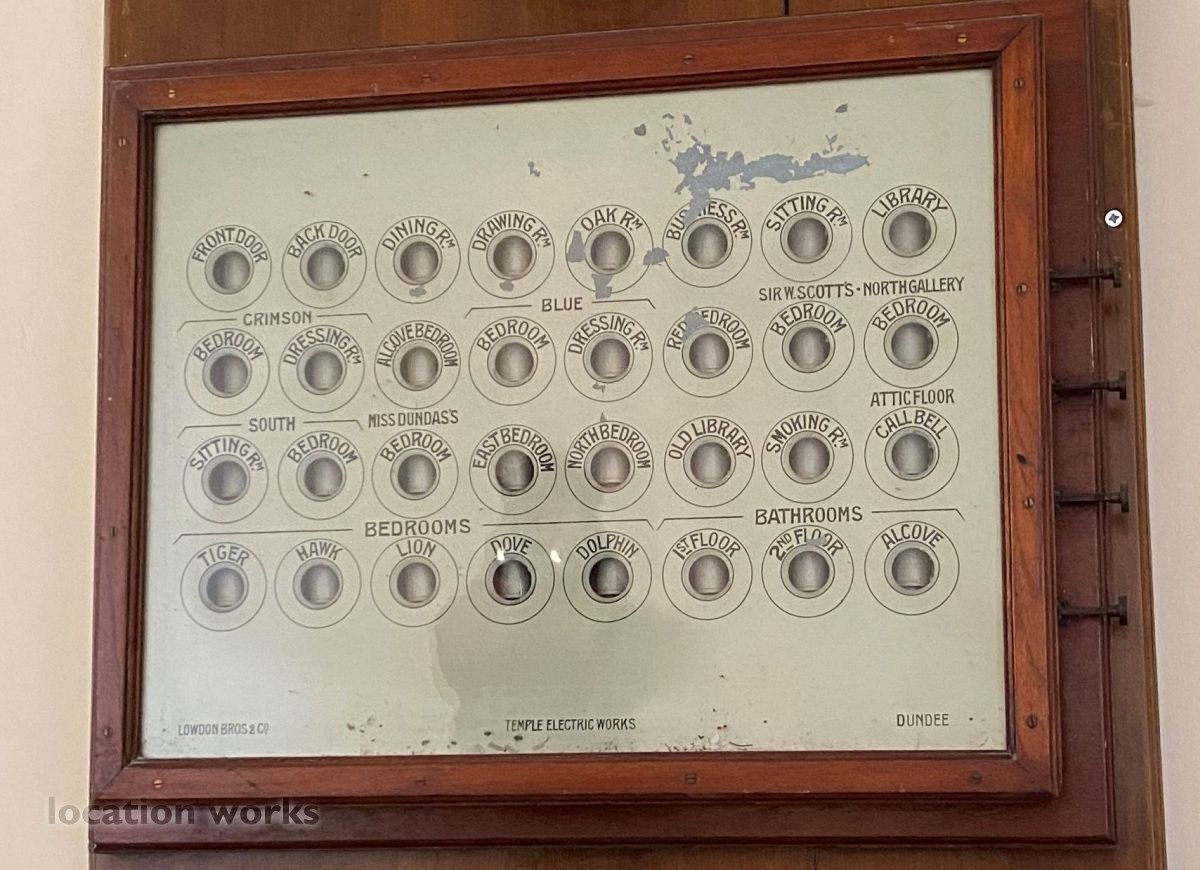 FRONT DOOR BACK DOOR DINING RM DRAWING RM OAK RM BUSINESS RM SITTING RM LIBRARY
CRIMSON BLUE SIR W. SCOTT'S · NORTH GALLERY
BEDROOM DRESSING RM ALCOVE BEDROOM BEDROOM DRESSING RM RED BEDROOM BEDROOM BEDROOM
SOUTH MISS DUNDAS'S ATTIC FLOOR
SITTING RM BEDROOM BEDROOM EAST BEDROOM NORTH BEDROOM OLD LIBRARY SMOKING RM CALL BELL
BEDROOMS BATHROOMS
TIGER HAWK LION DOVE DOLPHIN 1ST FLOOR 2ND FLOOR ALCOVE
LOWDON BROS & CO TEMPLE ELECTRIC WORKS DUNDEE
location works